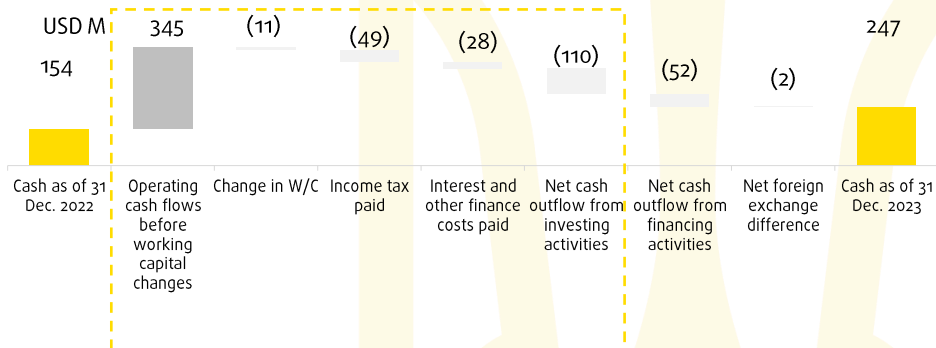 USD M
154
345
(11)
(49)
(28)
(110)
(52)
(2)
247
Cash as of 31
Dec. 2022
Operating
cash flows
before
working
capital
changes
Change in W/C
Income tax
paid
Interest and
other finance
costs paid
Net cash
outflow from
investing
activities
Net cash
outflow from
financing
activities
Net foreign
exchange
difference
Cash as of 31
Dec. 2023